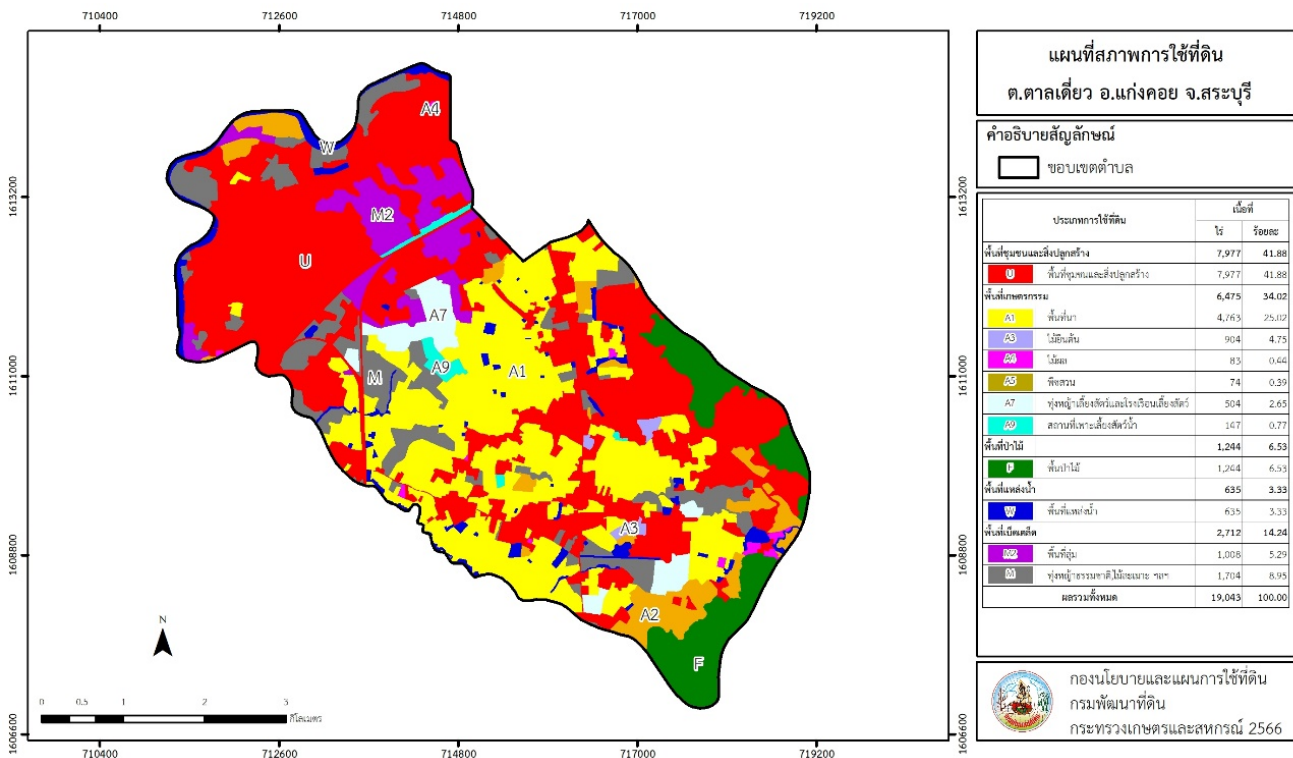 710400 712600 714800 717000 719200
1613200
1611000
1608800
1606600
A4
W
M2
U
A7
A9
M
A1
A3
A2
F
N
0 0.5 1 2 3
กิโลเมตร
1613200
1611000
1608800
1606600
710400 712600 714800 717000 719200
แผนที่สภาพการใช้ที่ดิน
ต.ตาลเดี่ยว อ.แก่งคอย จ.สระบุรี
คำอธิบายสัญลักษณ์
ขอบเขตตำบล
ประเภทการใช้ที่ดิน เนื้อที่
ไร่ ร้อยละ
พื้นที่ชุมชนและสิ่งปลูกสร้าง 7,977 41.88
U พื้นที่ชุมชนและสิ่งปลูกสร้าง 7,977 41.88
พื้นที่เกษตรกรรม 6,475 34.02
A1 พื้นที่นา 4,763 25.02
A3 ไม้ยืนต้น 904 4.75
ไม้ผล 83 0.44
A5 พืชสวน 74 0.39
A7 ทุ่งหญ้าเลี้ยงสัตว์และโรงเรือนเลี้ยงสัตว์ 504 2.65
A9 สถานที่เพาะเลี้ยงสัตว์น้ำ 147 0.77
พื้นที่ป่าไม้ 1,244 6.53
F พื้นป่าไม้ 1,244 6.53
พื้นที่แหล่งน้ำ 635 3.33
W พื้นที่แหล่งน้ำ 635 3.33
พื้นที่เบ็ดเตล็ด 2,712 14.24
M2 พื้นที่ลุ่ม 1,008 5.29
M ทุ่งหญ้าธรรมชาติ,ไม้ละเมาะ ฯลฯ 1,704 8.95
ผลรวมทั้งหมด 19,043 100.00
กองนโยบายและแผนการใช้ที่ดิน
กรมพัฒนาที่ดิน
กระทรวงเกษตรและสหกรณ์ 2566